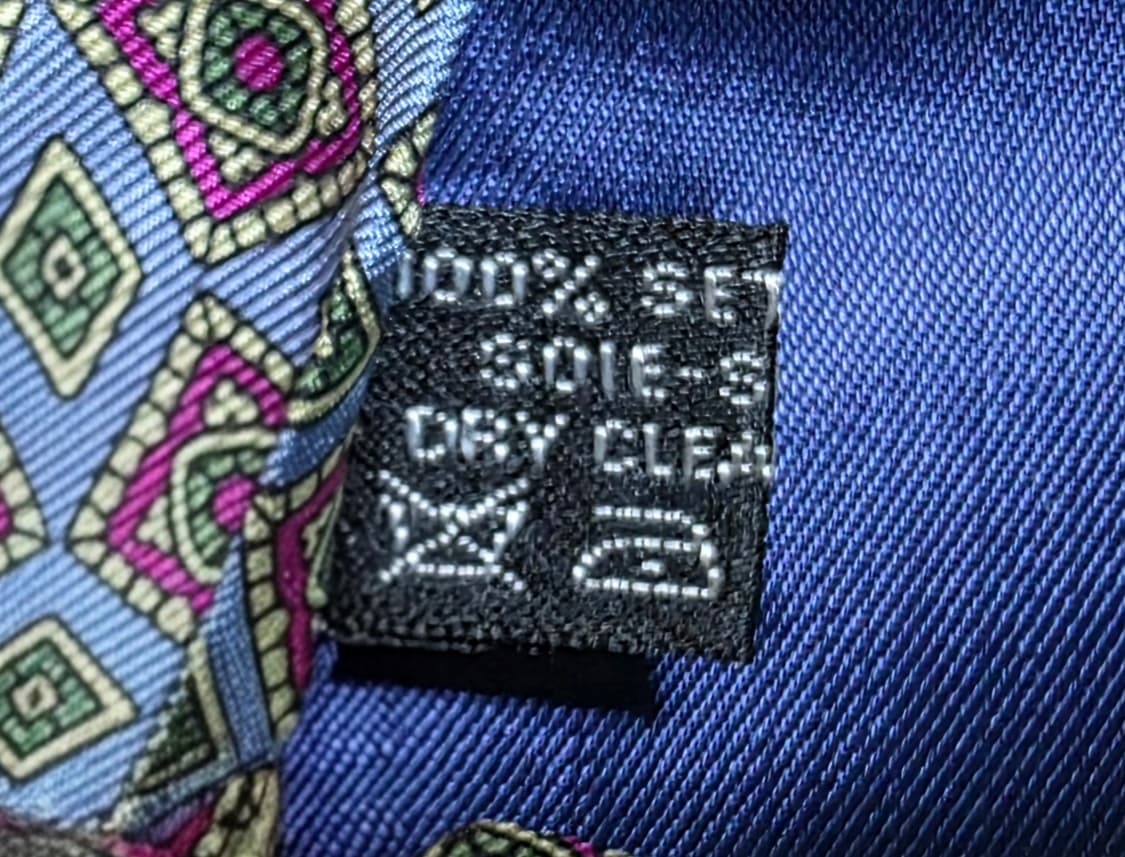 100% SET
SOIE-S
DRY CLEA